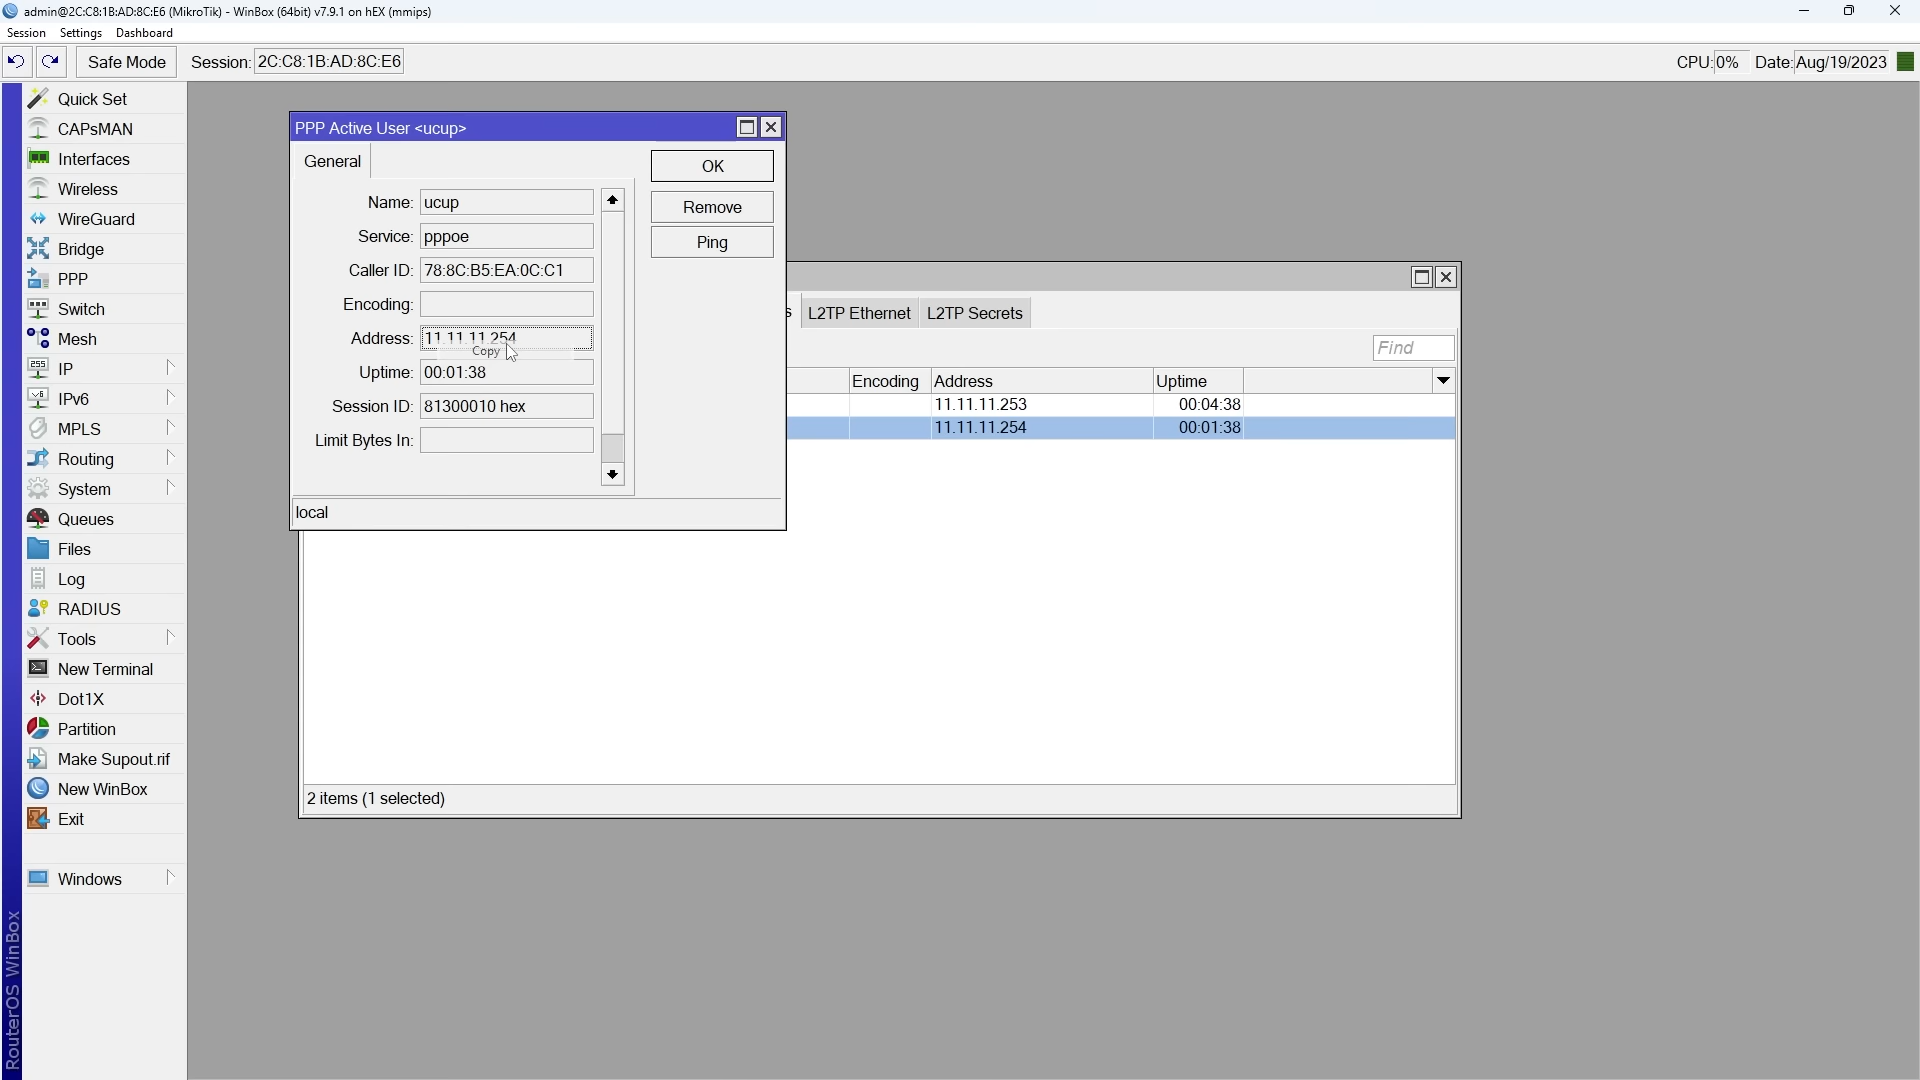 admin@2C:C8:1B:AD:8C:E6 (MikroTik) - WinBox (64bit) v7.9.1 on hEX (mmips)
Session Settings Dashboard
Safe Mode Session: 2C:C8:1B:AD:8C:E6 CPU: 0% Date: Aug/19/2023
Quick Set
CAPsMAN
Interfaces
Wireless
WireGuard
Bridge
PPP
Switch
Mesh
IP
IPv6
MPLS
Routing
System
Queues
Files
Log
RADIUS
Tools
New Terminal
Dot1X
Partition
Make Supout.rif
New WinBox
Exit
Windows
RouterOS WinBox
PPP Active User <ucup>
General
OK
Remove
Ping
Name: ucup
Service: pppoe
Caller ID: 78:8C:B5:EA:0C:C1
Encoding:
Address: 11.11.11.254
Copy
Uptime: 00:01:38
Session ID: 81300010 hex
Limit Bytes In:
local
s L2TP Ethernet L2TP Secrets
Find
Encoding Address Uptime
11.11.11.253 00:04:38
11.11.11.254 00:01:38
2 items (1 selected)